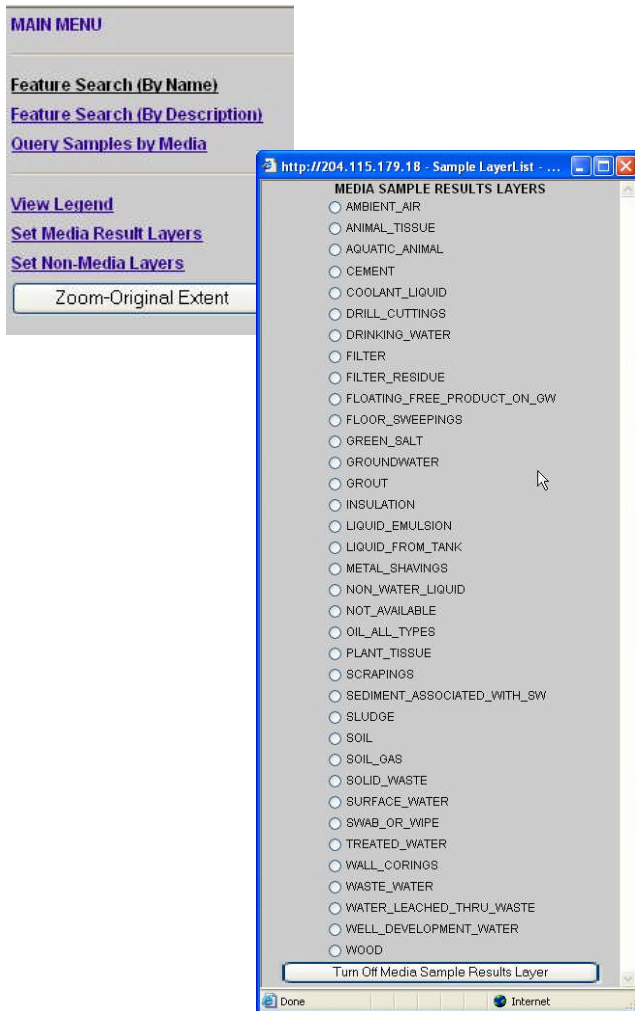 MAIN MENU
Feature Search (By Name)
Feature Search (By Description)
Query Samples by Media
View Legend
Set Media Result Layers
Set Non-Media Layers
Zoom-Original Extent
http://204.115.179.18 - Sample LayerList - ...
MEDIA SAMPLE RESULTS LAYERS
AMBIENT_AIR
ANIMAL_TISSUE
AQUATIC_ANIMAL
CEMENT
COOLANT_LIQUID
DRILL_CUTTINGS
DRINKING_WATER
FILTER
FILTER_RESIDUE
FLOATING_FREE_PRODUCT_ON_GW
FLOOR_SWEEPINGS
GREEN_SALT
GROUNDWATER
GROUT
INSULATION
LIQUID_EMULSION
LIQUID_FROM_TANK
METAL_SHAVINGS
NON_WATER_LIQUID
NOT_AVAILABLE
OIL_ALL_TYPES
PLANT_TISSUE
SCRAPINGS
SEDIMENT_ASSOCIATED_WITH_SW
SLUDGE
SOIL
SOIL_GAS
SOLID_WASTE
SURFACE_WATER
SWAB_OR_WIPE
TREATED_WATER
WALL_CORINGS
WASTE_WATER
WATER_LEACHED_THRU_WASTE
WELL_DEVELOPMENT_WATER
WOOD
Turn Off Media Sample Results Layer
Done
Internet